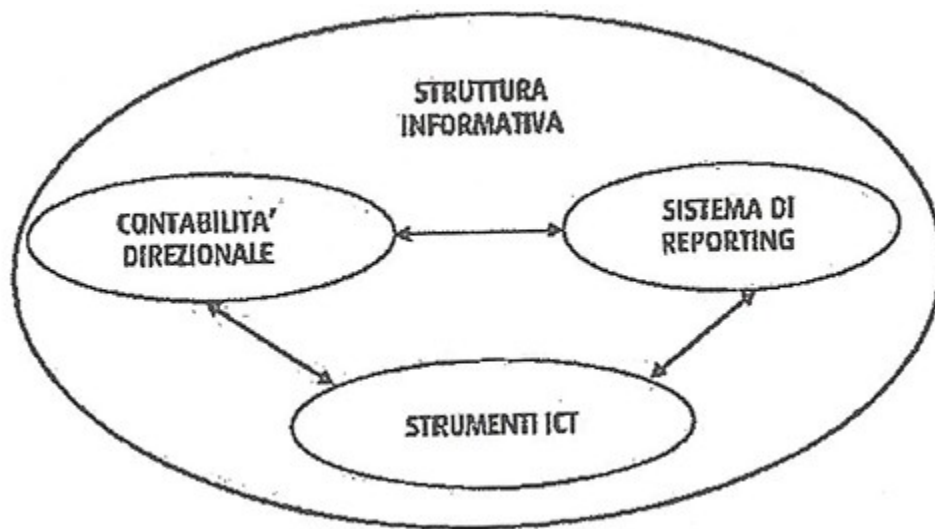 STRUTTURA
INFORMATIVA
CONTABILITA'
DIREZIONALE
SISTEMA DI
REPORTING
STRUMENTI ICT